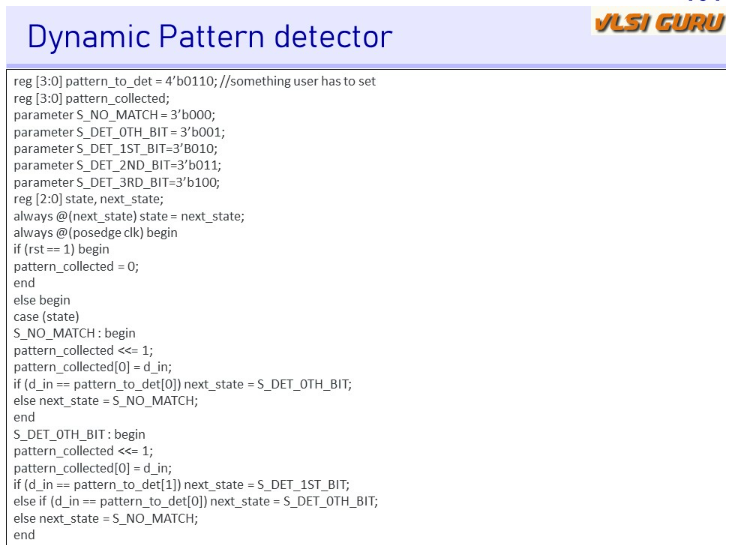 VLSI GURU
Dynamic Pattern detector
reg [3:0] pattern_to_det = 4'b0110; //something user has to set
reg [3:0] pattern_collected;
parameter S_NO_MATCH = 3'b000;
parameter S_DET_0TH_BIT = 3'b001;
parameter S_DET_1ST_BIT=3'B010;
parameter S_DET_2ND_BIT=3'b011;
parameter S_DET_3RD_BIT=3'b100;
reg [2:0] state, next_state;
always @(next_state) state = next_state;
always @(posedge clk) begin
if (rst == 1) begin
pattern_collected = 0;
end
else begin
case (state)
S_NO_MATCH : begin
pattern_collected <<= 1;
pattern_collected[0] = d_in;
if (d_in == pattern_to_det[0]) next_state = S_DET_0TH_BIT;
else next_state = S_NO_MATCH;
end
S_DET_0TH_BIT : begin
pattern_collected <<= 1;
pattern_collected[0] = d_in;
if (d_in == pattern_to_det[1]) next_state = S_DET_1ST_BIT;
else if (d_in == pattern_to_det[0]) next_state = S_DET_0TH_BIT;
else next_state = S_NO_MATCH;
end